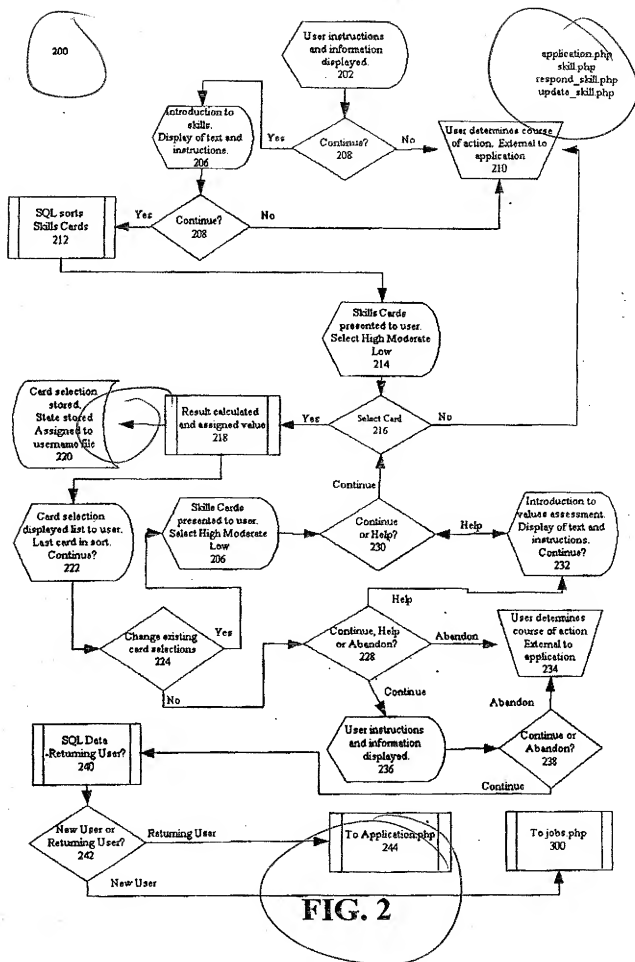 200
User instructions
and information
displayed.
202
application.php
skill.php
respond_skill.php
update_skill.php
Introduction to
skills.
Display of text and
instructions.
206
Yes
Continue?
208
No
User determines course
of action. External to
application
210
SQL sorts
Skills Cards
212
Yes
Continue?
208
No
Skills Cards
presented to user.
Select High Moderate
Low
214
Card selection
stored.
State stored
Assigned to
username file
220
Result calculated
and assigned value
218
Yes
Select Card
216
No
Continue
Card selection
displayed list to user.
Last card in sort.
Continue?
222
Skills Cards
presented to user.
Select High Moderate
Low
206
Continue
or Help?
230
Help
Introduction to
values assessment.
Display of text and
instructions.
Continue?
232
Change existing
card selections
224
Yes
No
Continue, Help
or Abandon?
228
Help
Abandon
Continue
User determines
course of action
External to
application
234
Abandon
User instructions
and information
displayed.
236
Continue or
Abandon?
238
Continue
SQL Data
-Returning User?
240
New User or
Returning User?
242
Returning User
To Application.php
244
To jobs.php
300
New User
FIG. 2